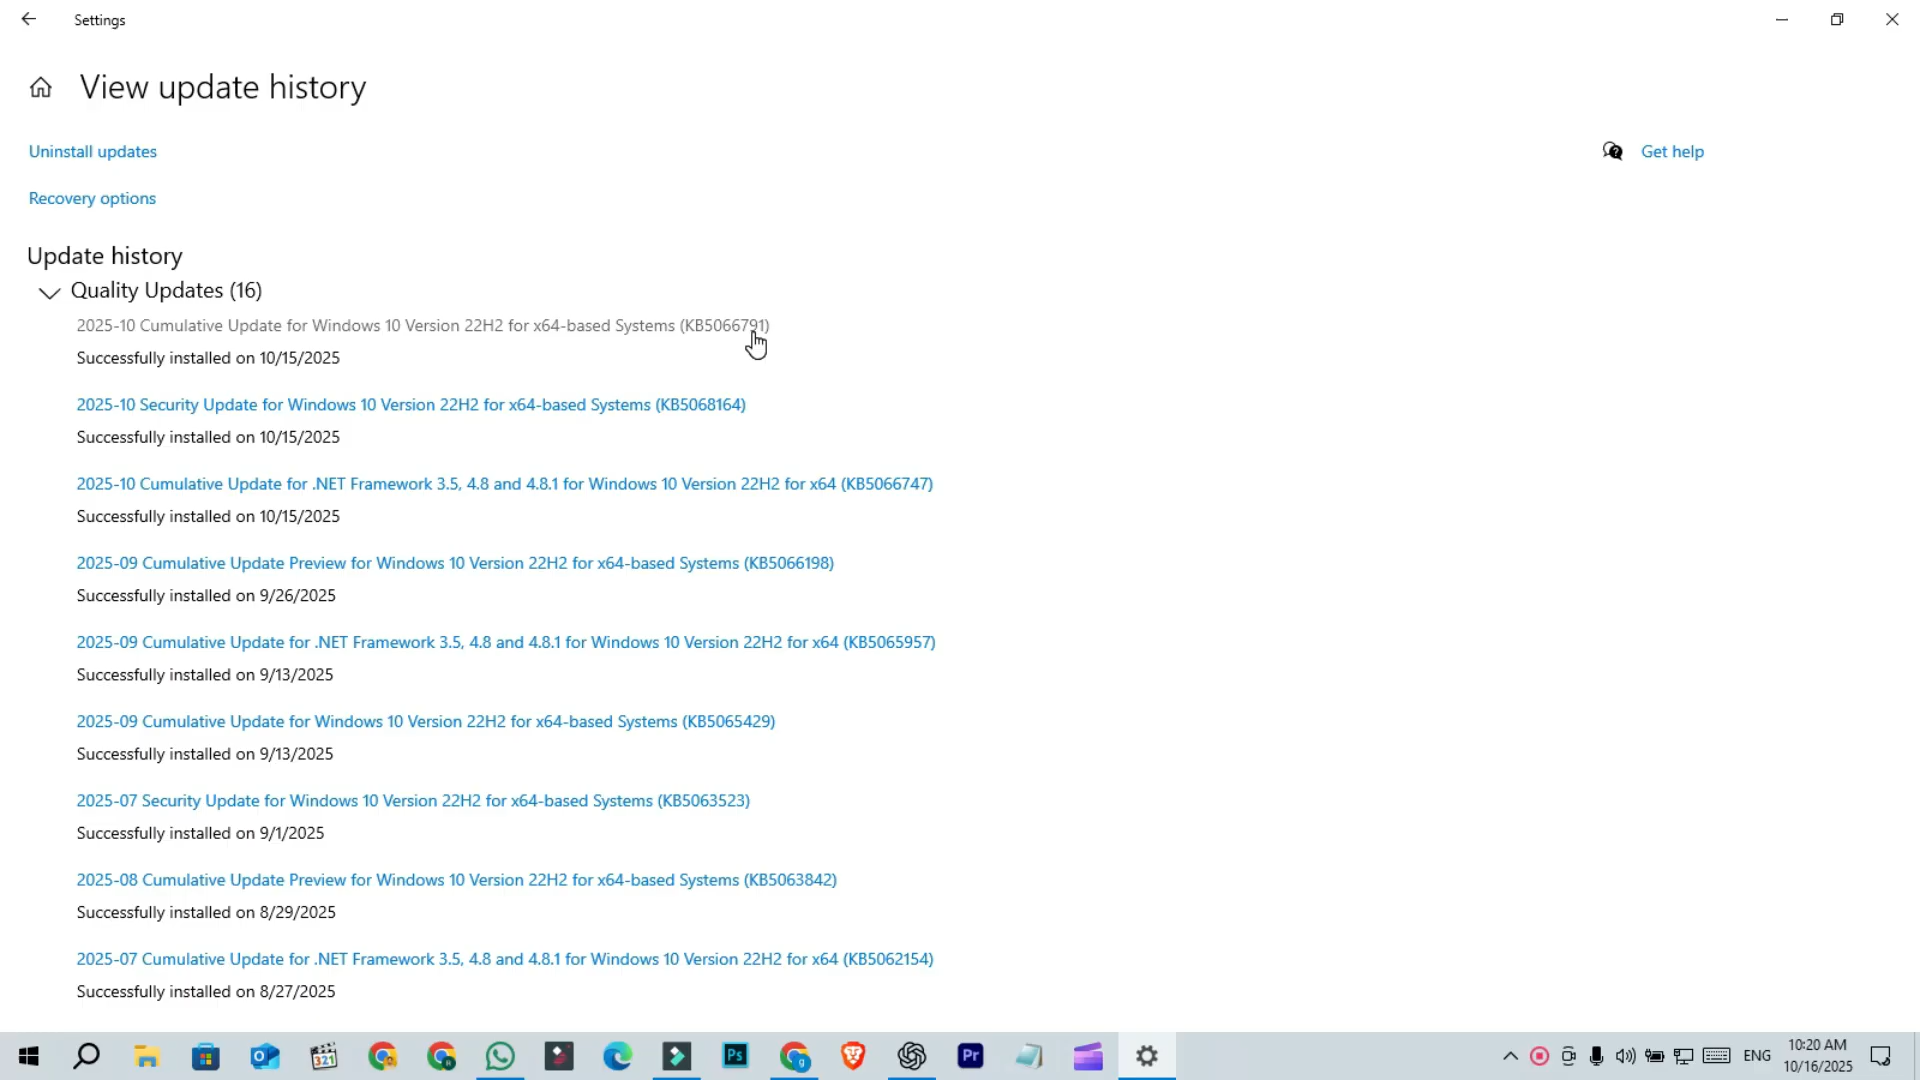 Settings
View update history
Uninstall updates
Get help
Recovery options
Update history
Quality Updates (16)
2025-10 Cumulative Update for Windows 10 Version 22H2 for x64-based Systems (KB5066791)
Successfully installed on 10/15/2025
2025-10 Security Update for Windows 10 Version 22H2 for x64-based Systems (KB5068164)
Successfully installed on 10/15/2025
2025-10 Cumulative Update for .NET Framework 3.5, 4.8 and 4.8.1 for Windows 10 Version 22H2 for x64 (KB5066747)
Successfully installed on 10/15/2025
2025-09 Cumulative Update Preview for Windows 10 Version 22H2 for x64-based Systems (KB5066198)
Successfully installed on 9/26/2025
2025-09 Cumulative Update for .NET Framework 3.5, 4.8 and 4.8.1 for Windows 10 Version 22H2 for x64 (KB5065957)
Successfully installed on 9/13/2025
2025-09 Cumulative Update for Windows 10 Version 22H2 for x64-based Systems (KB5065429)
Successfully installed on 9/13/2025
2025-07 Security Update for Windows 10 Version 22H2 for x64-based Systems (KB5063523)
Successfully installed on 9/1/2025
2025-08 Cumulative Update Preview for Windows 10 Version 22H2 for x64-based Systems (KB5063842)
Successfully installed on 8/29/2025
2025-07 Cumulative Update for .NET Framework 3.5, 4.8 and 4.8.1 for Windows 10 Version 22H2 for x64 (KB5062154)
Successfully installed on 8/27/2025
321
Ps
Pr
ENG
10:20 AM
10/16/2025